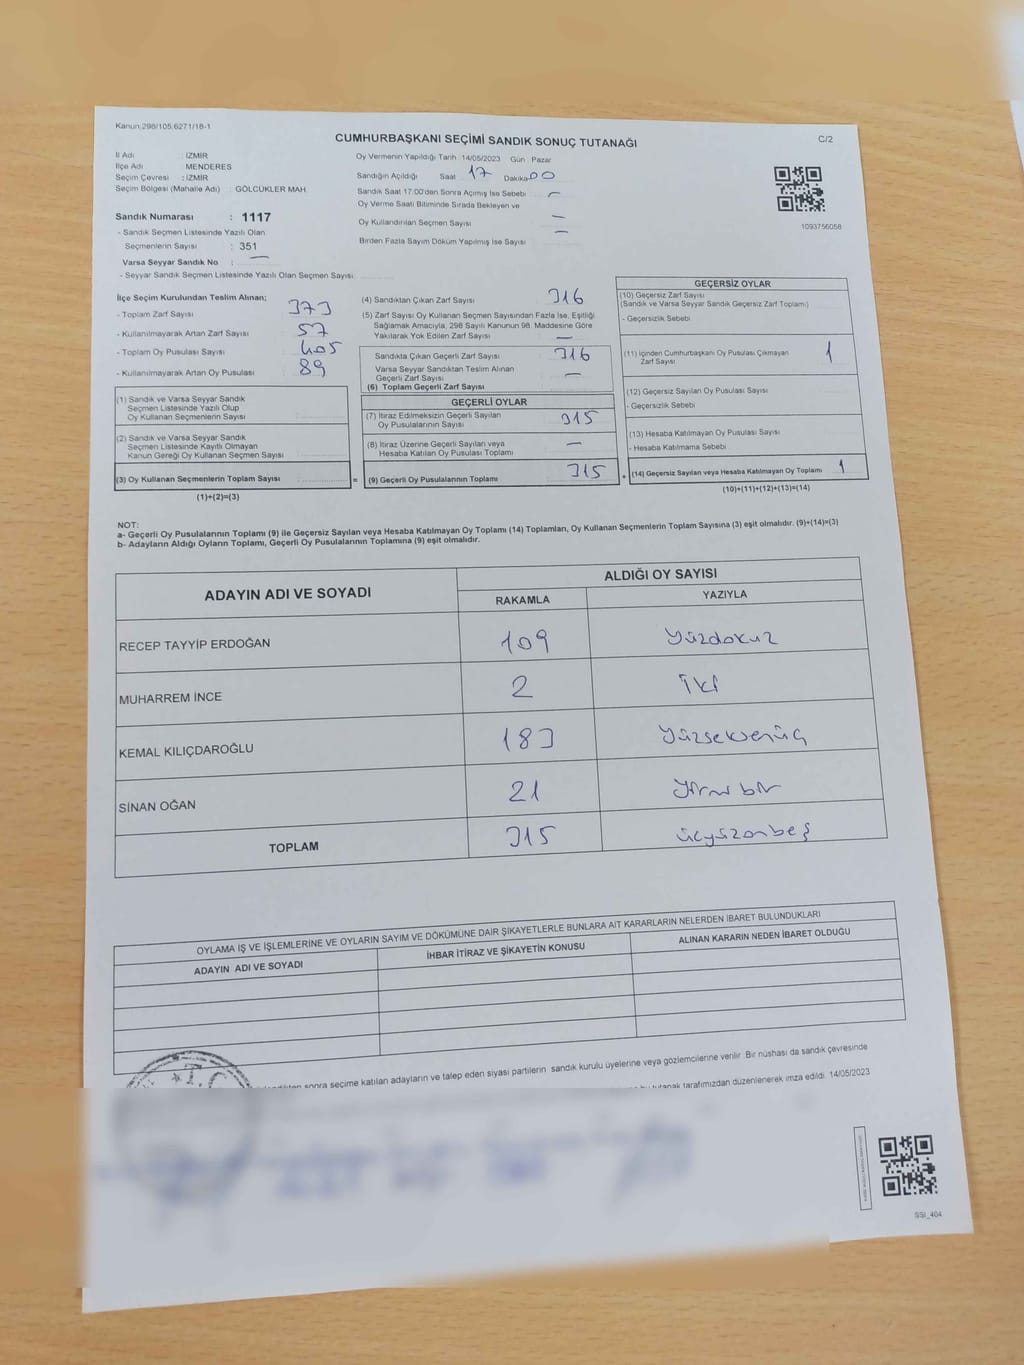 Kanun:298/105,6271/18-1
CUMHURBAŞKANI SEÇİMİ SANDIK SONUÇ TUTANAĞI
C/2
İl Adı : İZMİR
İlçe Adı : MENDERES
Seçim Çevresi : İZMİR
Seçim Bölgesi (Mahalle Adı) : GÖLCÜKLER MAH.
Oy Vermenin Yapıldığı Tarih :14/05/2023 Gün : Pazar
Sandığın Açıldığı Saat 17 Dakika 00
Sandık Saat 17:00'den Sonra Açılmış İse Sebebi –
Oy Verme Saati Bitiminde Sırada Bekleyen ve
Oy Kullandırılan Seçmen Sayısı –
Birden Fazla Sayım Döküm Yapılmış İse Sayısı –
1093756058
Sandık Numarası : 1117
- Sandık Seçmen Listesinde Yazılı Olan
Seçmenlerin Sayısı : 351
Varsa Seyyar Sandık No : –
- Seyyar Sandık Seçmen Listesinde Yazılı Olan Seçmen Sayısı:
İlçe Seçim Kurulundan Teslim Alınan;
- Toplam Zarf Sayısı 373
- Kullanılmayarak Artan Zarf Sayısı 57
- Toplam Oy Pusulası Sayısı 405
- Kullanılmayarak Artan Oy Pusulası 89
(1) Sandık ve Varsa Seyyar Sandık
Seçmen Listesinde Yazılı Olup
Oy Kullanan Seçmenlerin Sayısı
(2) Sandık ve Varsa Seyyar Sandık
Seçmen Listesinde Kayıtlı Olmayan
Kanun Gereği Oy Kullanan Seçmen Sayısı
(3) Oy Kullanan Seçmenlerin Toplam Sayısı =
(1)+(2)=(3)
(4) Sandıktan Çıkan Zarf Sayısı 316
(5) Zarf Sayısı Oy Kullanan Seçmen Sayısından Fazla İse, Eşitliği
Sağlamak Amacıyla, 298 Sayılı Kanunun 98. Maddesine Göre
Yakılarak Yok Edilen Zarf Sayısı –
Sandıkta Çıkan Geçerli Zarf Sayısı 316
Varsa Seyyar Sandıktan Teslim Alınan
Geçerli Zarf Sayısı –
(6) Toplam Geçerli Zarf Sayısı
GEÇERLİ OYLAR
(7) İtiraz Edilmeksizin Geçerli Sayılan
Oy Pusulalarının Sayısı 315
(8) İtiraz Üzerine Geçerli Sayılan veya
Hesaba Katılan Oy Pusulası Toplamı –
(9) Geçerli Oy Pusulalarının Toplamı 315 +
GEÇERSİZ OYLAR
(10) Geçersiz Zarf Sayısı
(Sandık ve Varsa Seyyar Sandık Geçersiz Zarf Toplamı)
- Geçersizlik Sebebi
(11) İçinden Cumhurbaşkanı Oy Pusulası Çıkmayan
Zarf Sayısı 1
(12) Geçersiz Sayılan Oy Pusulası Sayısı
- Geçersizlik Sebebi
(13) Hesaba Katılmayan Oy Pusulası Sayısı
- Hesaba Katılmama Sebebi
(14) Geçersiz Sayılan veya Hesaba Katılmayan Oy Toplamı 1
(10)+(11)+(12)+(13)=(14)
NOT:
a- Geçerli Oy Pusulalarının Toplamı (9) ile Geçersiz Sayılan veya Hesaba Katılmayan Oy Toplamı (14) Toplamları, Oy Kullanan Seçmenlerin Toplam Sayısına (3) eşit olmalıdır. (9)+(14)=(3)
b- Adayların Aldığı Oyların Toplamı, Geçerli Oy Pusulalarının Toplamına (9) eşit olmalıdır.
ADAYIN ADI VE SOYADI
ALDIĞI OY SAYISI
RAKAMLA YAZIYLA
RECEP TAYYİP ERDOĞAN 109 Yüzdokuz
MUHARREM İNCE 2 İki
KEMAL KILIÇDAROĞLU 183 Yüzseksenüç
SİNAN OĞAN 21 Yirmi bir
TOPLAM 315 üçyüzonbeş
OYLAMA İŞ VE İŞLEMLERİNE VE OYLARIN SAYIM VE DÖKÜMÜNE DAİR ŞİKAYETLERLE BUNLARA AİT KARARLARIN NELERDEN İBARET BULUNDUKLARI
ADAYIN ADI VE SOYADI
İHBAR İTİRAZ VE ŞİKAYETİN KONUSU
ALINAN KARARIN NEDEN İBARET OLDUĞU
T.C.
sonra seçime katılan adayların ve talep eden siyasi partilerin sandık kurulu üyelerine veya gözlemcilerine verilir. Bir nüshası da sandık çevresinde
bu tutanak tarafımızdan düzenlenerek imza edildi. 14/05/2023
SSI_404